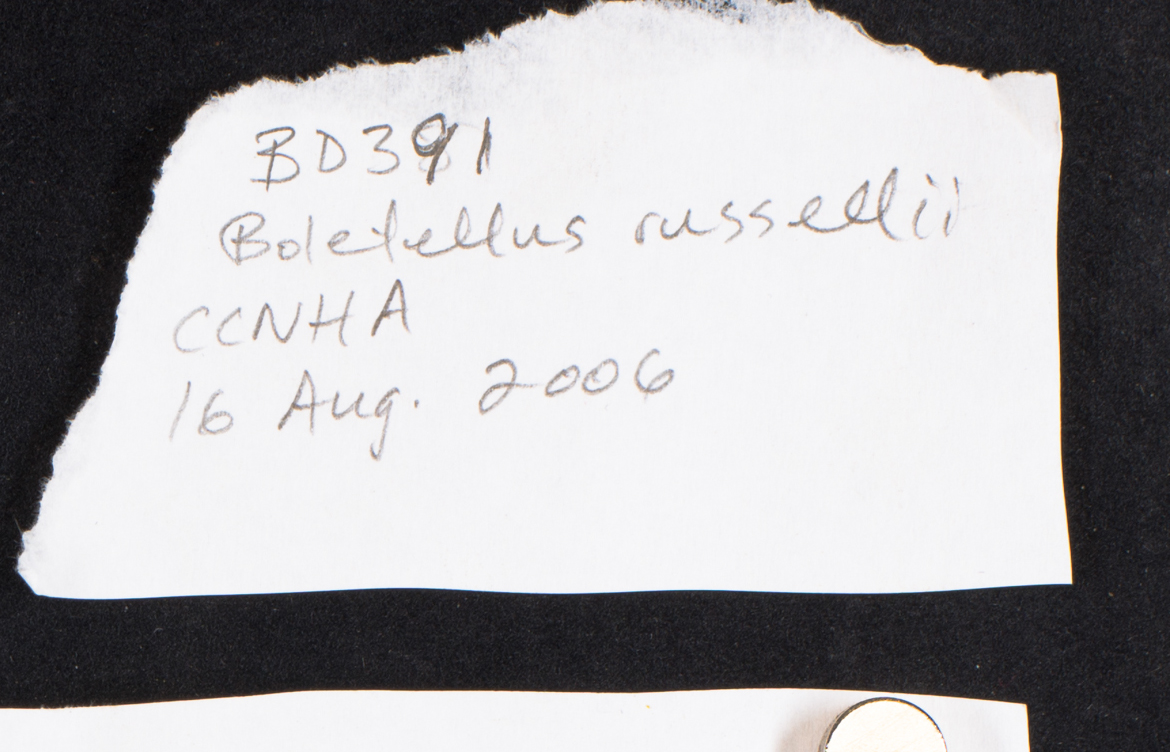 BD391
Boletellus russellii
CCNHA
16 Aug. 2006